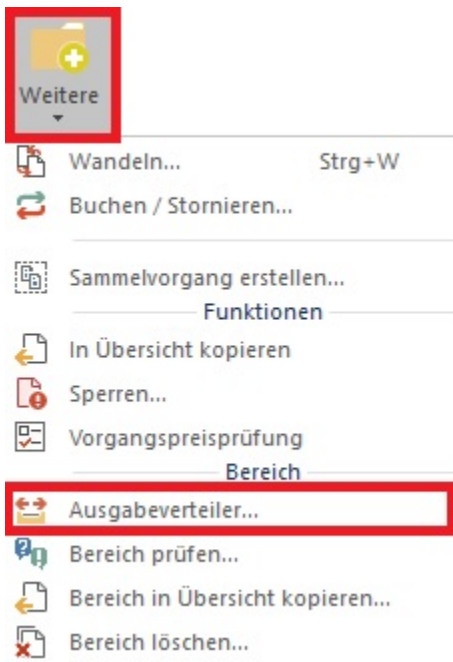 Weitere
Wandeln... Strg+W
Buchen / Stornieren...
Sammelvorgang erstellen...
Funktionen
In Übersicht kopieren
Sperren...
Vorgangspreisprüfung
Bereich
Ausgabeverteiler...
Bereich prüfen...
Bereich in Übersicht kopieren...
Bereich löschen...